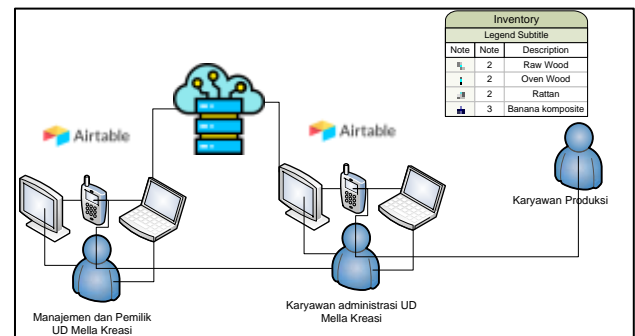 Inventory
Legend Subtitle
Note Note Description
2 Raw Wood
2 Oven Wood
2 Rattan
3 Banana komposite
Airtable
Airtable
Karyawan Produksi
Manajemen dan Pemilik
UD Mella Kreasi
Karyawan administrasi UD
Mella Kreasi